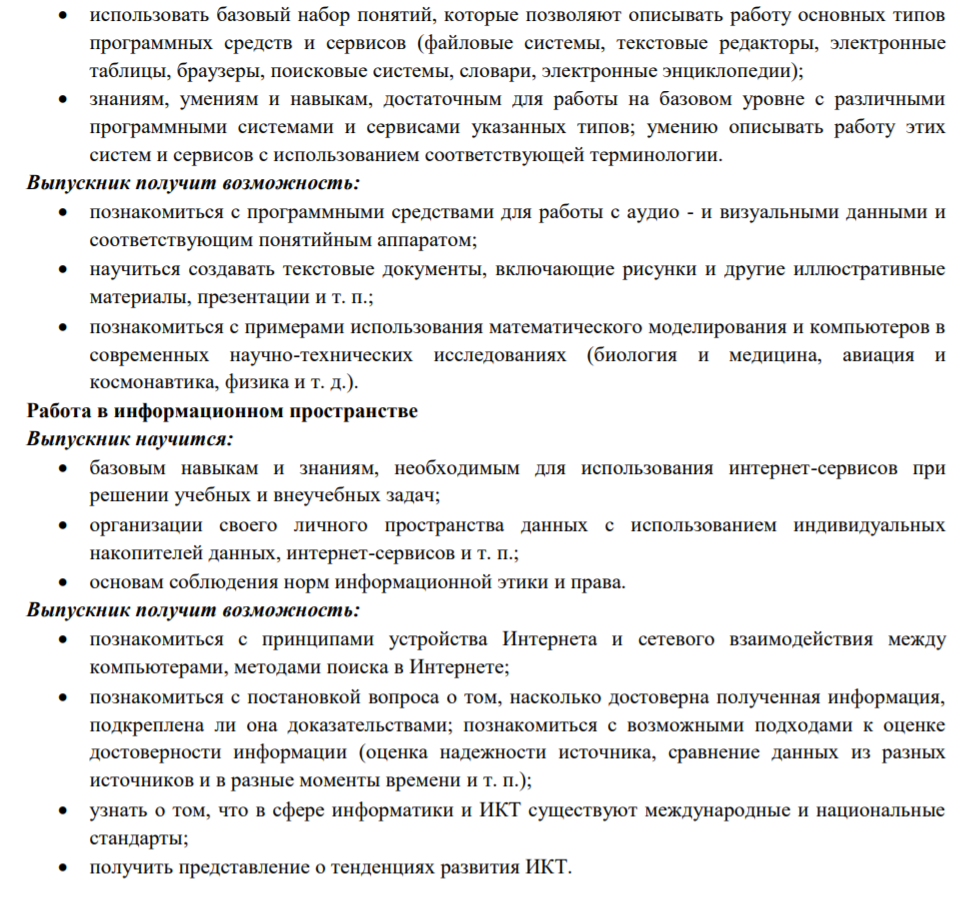 • использовать базовый набор понятий, которые позволяют описывать работу основных типов
программных средств и сервисов (файловые системы, текстовые редакторы, электронные
таблицы, браузеры, поисковые системы, словари, электронные энциклопедии);
• знаниям, умениям и навыкам, достаточным для работы на базовом уровне с различными
программными системами и сервисами указанных типов; умению описывать работу этих
систем и сервисов с использованием соответствующей терминологии.
Выпускник получит возможность:
• познакомиться с программными средствами для работы с аудио - и визуальными данными и
соответствующим понятийным аппаратом;
• научиться создавать текстовые документы, включающие рисунки и другие иллюстративные
материалы, презентации и т. п.;
• познакомиться с примерами использования математического моделирования и компьютеров в
современных научно-технических исследованиях (биология и медицина, авиация и
космонавтика, физика и т. д.).
Работа в информационном пространстве
Выпускник научится:
• базовым навыкам и знаниям, необходимым для использования интернет-сервисов при
решении учебных и внеучебных задач;
• организации своего личного пространства данных с использованием индивидуальных
накопителей данных, интернет-сервисов и т. п.;
• основам соблюдения норм информационной этики и права.
Выпускник получит возможность:
• познакомиться с принципами устройства Интернета и сетевого взаимодействия между
компьютерами, методами поиска в Интернете;
• познакомиться с постановкой вопроса о том, насколько достоверна полученная информация,
подкреплена ли она доказательствами; познакомиться с возможными подходами к оценке
достоверности информации (оценка надежности источника, сравнение данных из разных
источников и в разные моменты времени и т. п.);
• узнать о том, что в сфере информатики и ИКТ существуют международные и национальные
стандарты;
• получить представление о тенденциях развития ИКТ.